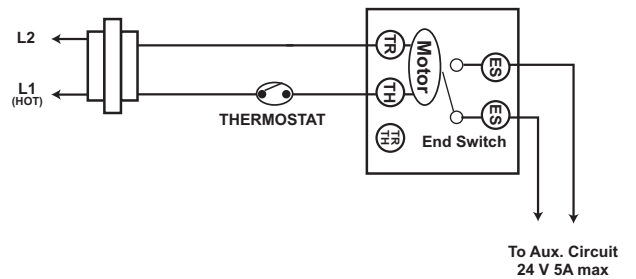 L2
L1
(HOT)
THERMOSTAT
TR
TH
TR
TH
Motor
ES
ES
End Switch
To Aux. Circuit
24 V 5A max